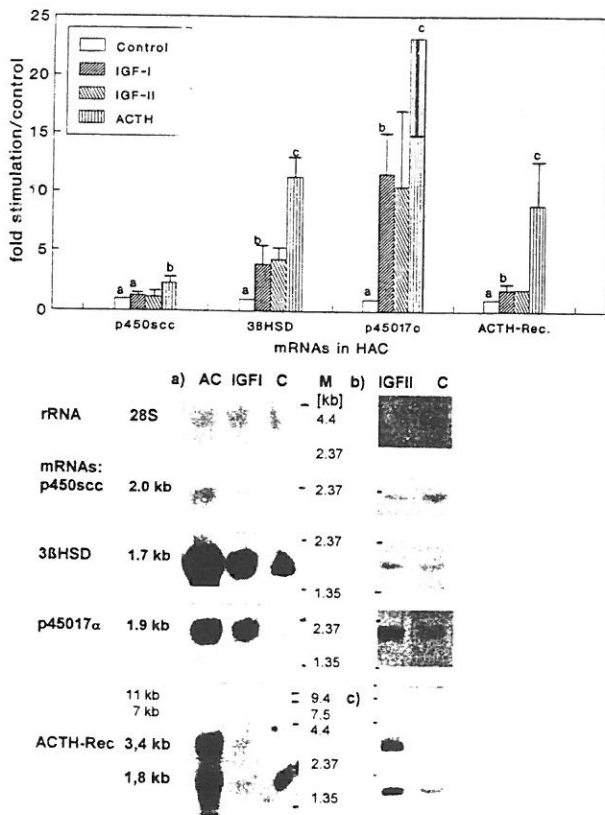 25
20
15
10
5
0
fold stimulation/control
Control
IGF-I
IGF-II
ACTH
a a b
a b c
a b c
a b c
p450scc 3ßHSD p45017α ACTH-Rec.
mRNAs in HAC
a) AC IGFI C M b) IGFII C
[kb]
rRNA 28S 4.4
2.37
mRNAs:
p450scc 2.0 kb 2.37
2.37
3ßHSD 1.7 kb
1.35
p45017α 1.9 kb 2.37
1.35
11 kb 9.4 c)
7 kb 7.5
4.4
ACTH-Rec 3,4 kb
2.37
1,8 kb
1.35